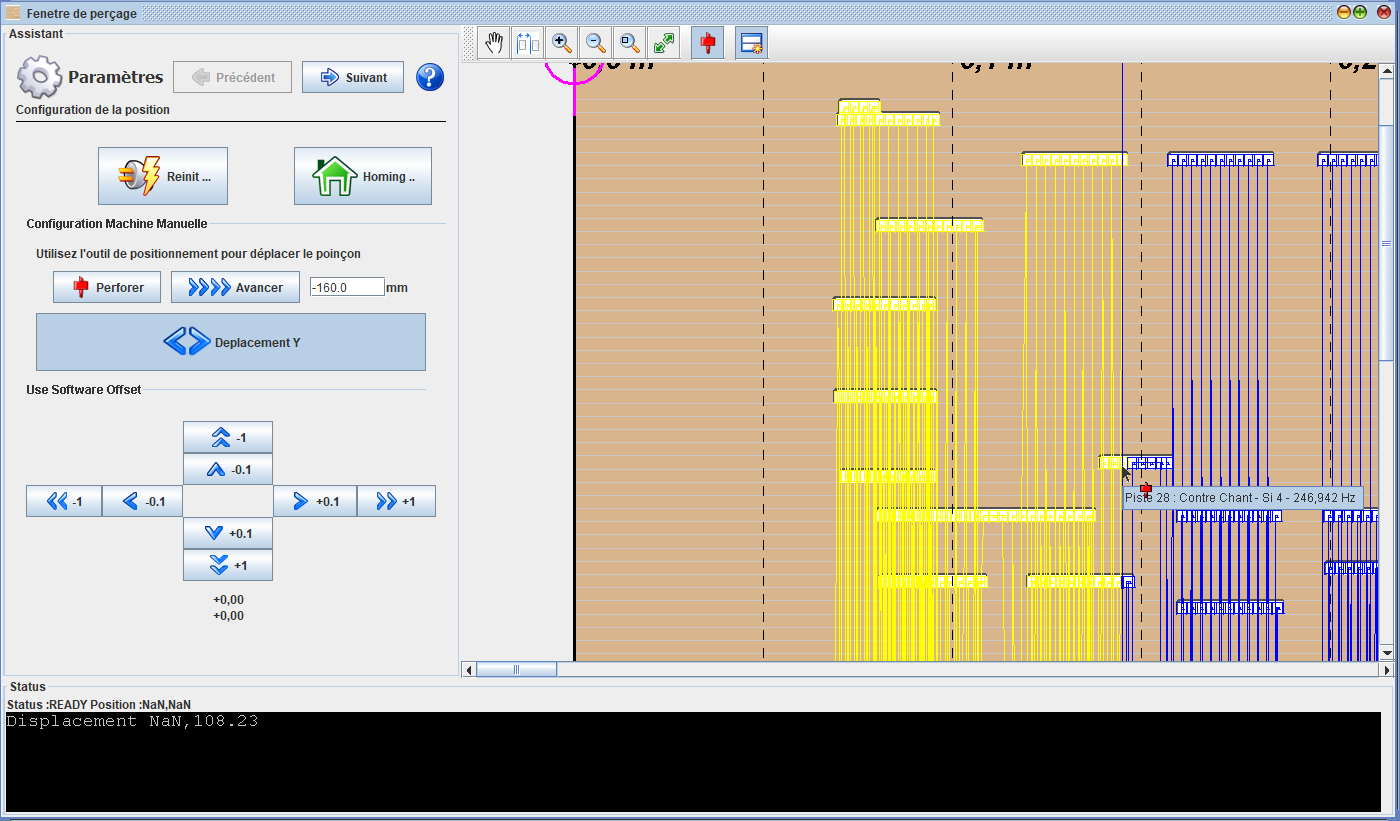 Fenetre de perçage
Assistant
Paramètres
Précédent
Suivant
?
Configuration de la position
Reinit ...
Homing ..
Configuration Machine Manuelle
Utilisez l'outil de positionnement pour déplacer le poinçon
Perforer
Avancer
-160.0
mm
Deplacement Y
Use Software Offset
-1
-0.1
-1
-0.1
+0.1
+1
+0.1
+1
+0,00
+0,00
0,0 m
0,1 m
0,2
Piste 28 : Contre Chant - Si 4 - 246,942 Hz
Status
Status :READY Position :NaN,NaN
Displacement NaN,108.23